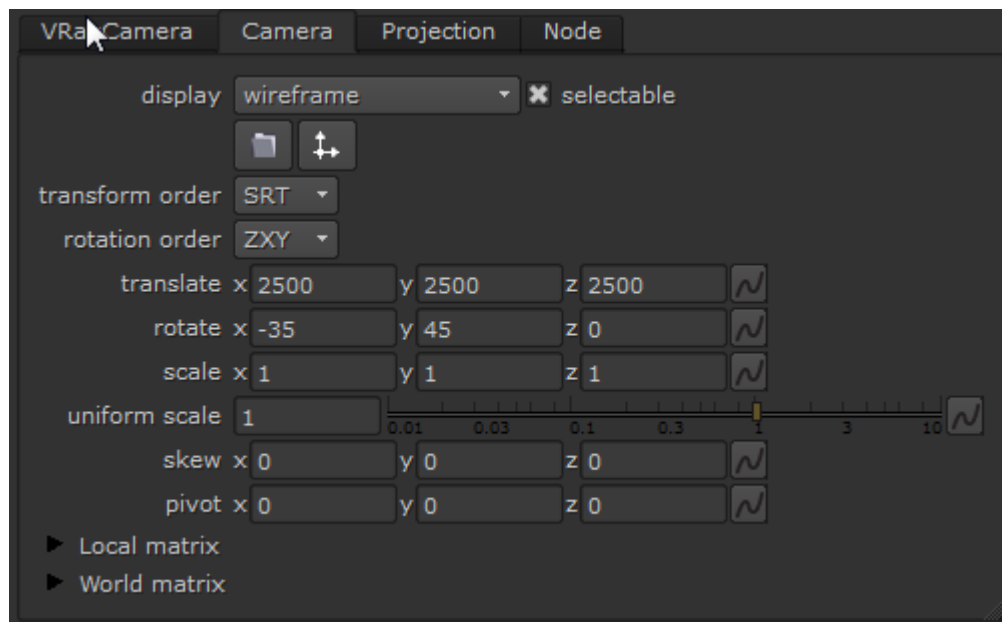 VRay Camera Camera Projection Node
display wireframe selectable
transform order SRT
rotation order ZXY
translate x 2500 y 2500 z 2500
rotate x -35 y 45 z 0
scale x 1 y 1 z 1
uniform scale 1 0.01 0.03 0.1 0.3 1 3 10
skew x 0 y 0 z 0
pivot x 0 y 0 z 0
Local matrix
World matrix